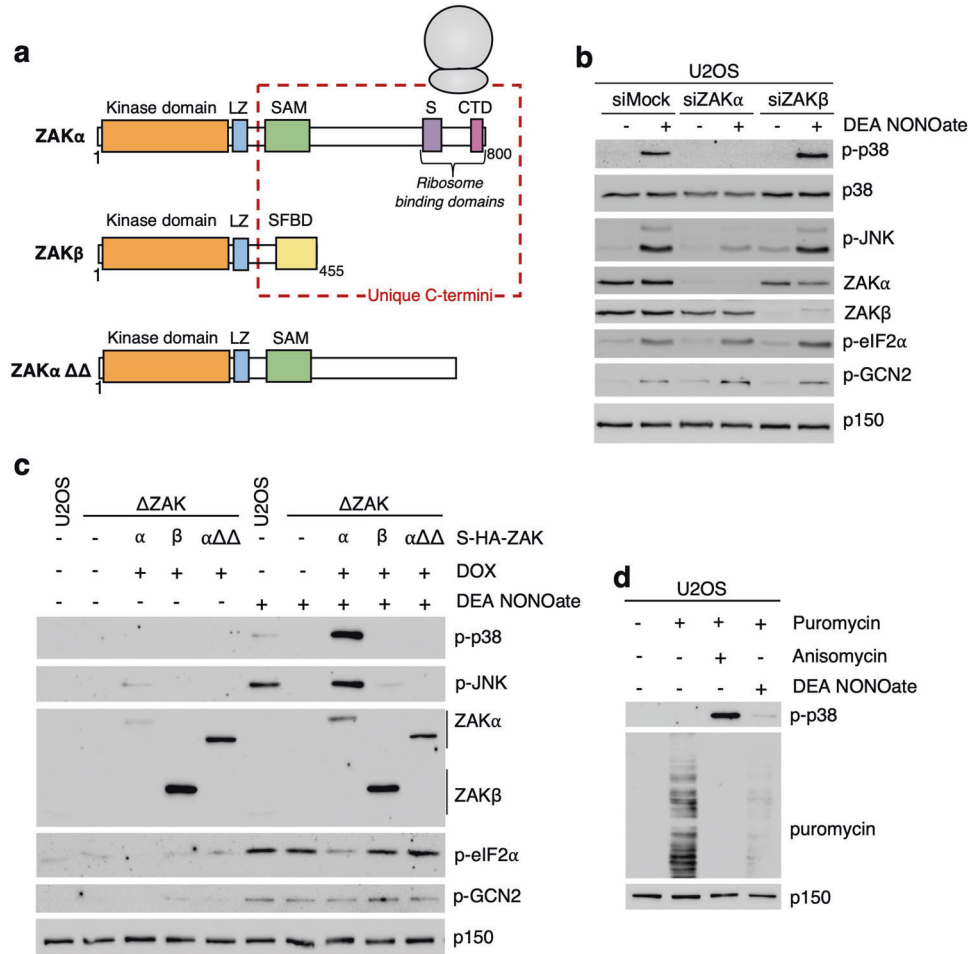 a
Kinase domain LZ SAM S CTD
ZAKα
1
800
Ribosome
binding domains
Kinase domain LZ SFBD
ZAKβ
1
455
Unique C-termini
Kinase domain LZ SAM
ZAKα ΔΔ
1
b
U2OS
siMock siZAKα siZAKβ
- + - + - + DEA NONOate
p-p38
p38
p-JNK
ZAKα
ZAKβ
p-eIF2α
p-GCN2
p150
c
U2OS ΔZAK U2OS ΔZAK
- - α β αΔΔ - - α β αΔΔ S-HA-ZAK
- - + + + - - + + + DOX
- - - - - + + + + + DEA NONOate
p-p38
p-JNK
ZAKα
ZAKβ
p-eIF2α
p-GCN2
p150
d
U2OS
- + + + Puromycin
- - + - Anisomycin
- - - + DEA NONOate
p-p38
puromycin
p150